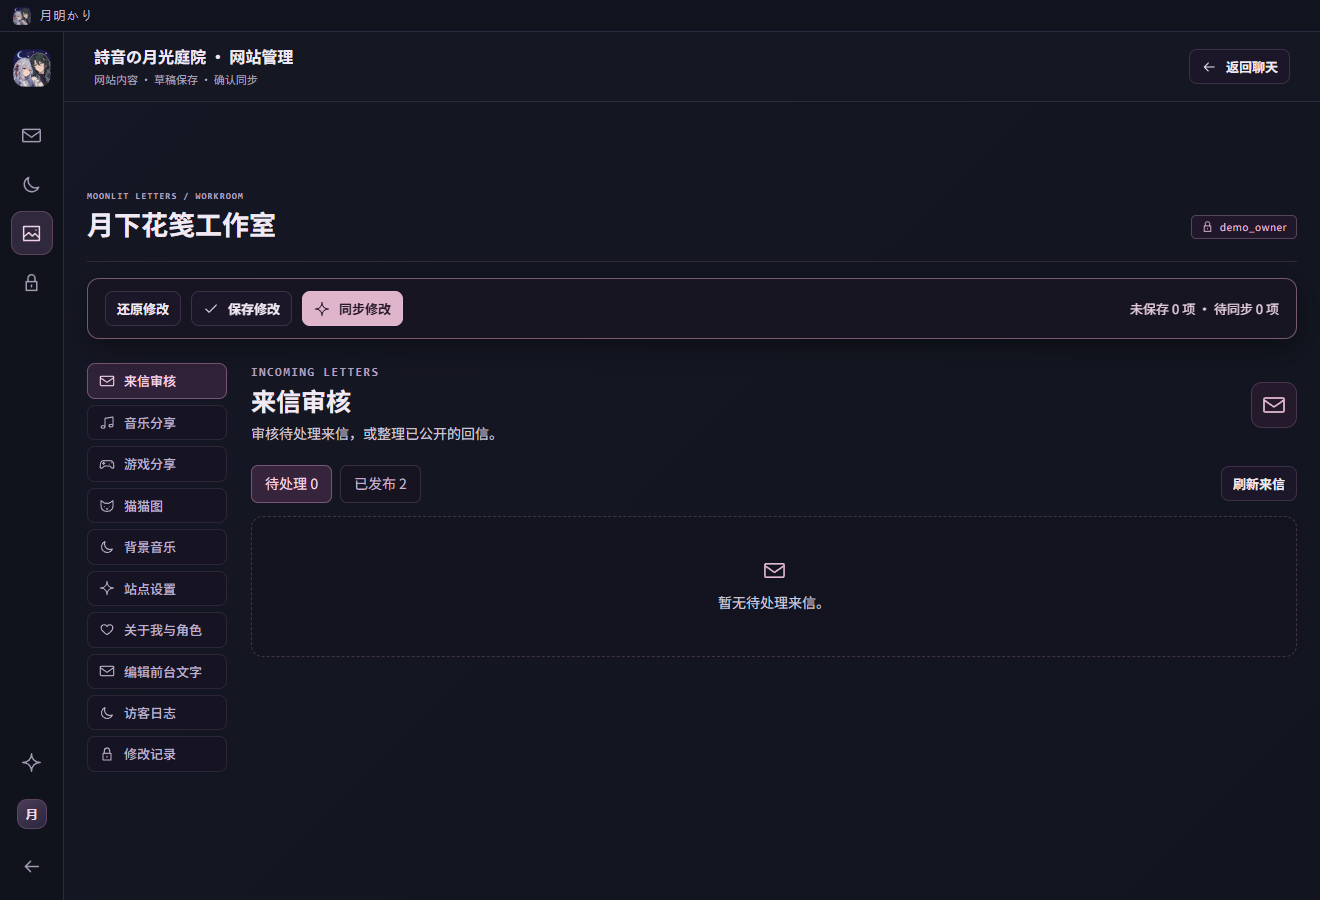 月明かり
詩音の月光庭院 · 网站管理
网站内容 · 草稿保存 · 确认同步
返回聊天
MOONLIT LETTERS / WORKROOM
月下花笺工作室
demo_owner
还原修改
保存修改
同步修改
未保存 0 项 · 待同步 0 项
来信审核
音乐分享
游戏分享
猫猫图
背景音乐
站点设置
关于我与角色
编辑前台文字
访客日志
修改记录
INCOMING LETTERS
来信审核
审核待处理来信，或整理已公开的回信。
待处理 0
已发布 2
刷新来信
暂无待处理来信。
月